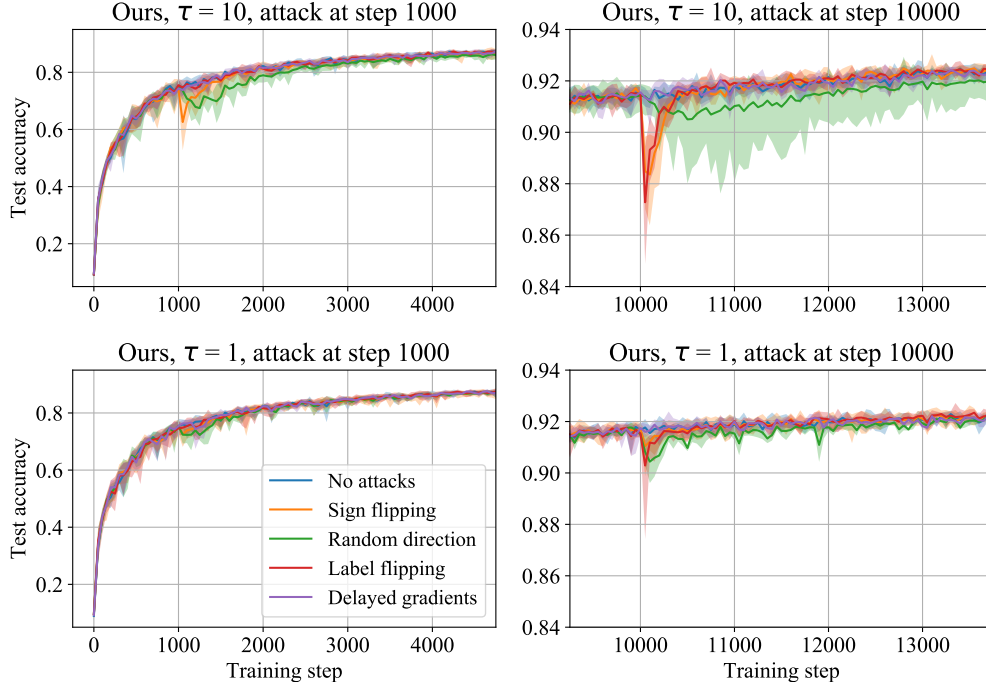 Ours, τ = 10, attack at step 1000
Ours, τ = 10, attack at step 10000
Test accuracy
0.8
0.6
0.4
0.2
0
1000
2000
3000
4000
0.94
0.92
0.90
0.88
0.86
0.84
10000
11000
12000
13000
Ours, τ = 1, attack at step 1000
Ours, τ = 1, attack at step 10000
Test accuracy
0.8
0.6
0.4
0.2
No attacks
Sign flipping
Random direction
Label flipping
Delayed gradients
0
1000
2000
3000
4000
Training step
0.94
0.92
0.90
0.88
0.86
0.84
10000
11000
12000
13000
Training step